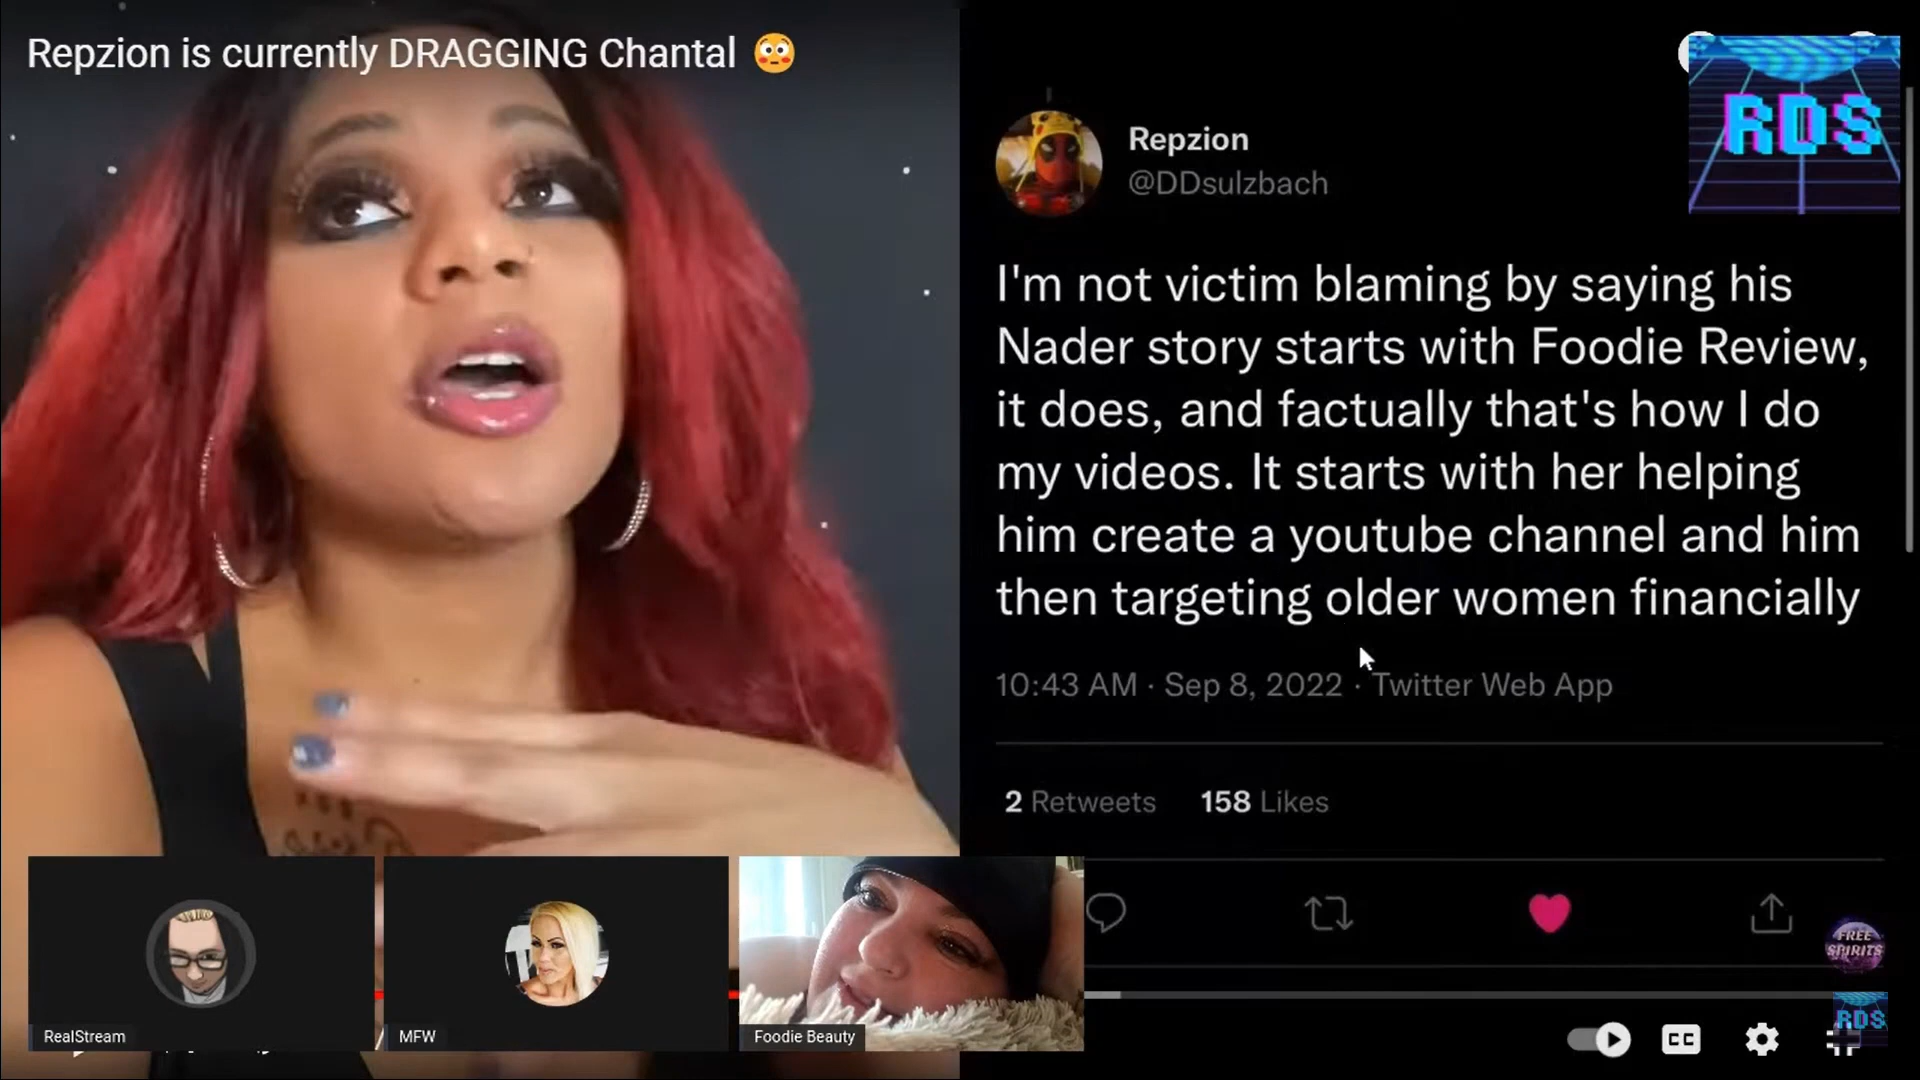 Repzion is currently DRAGGING Chantal 😳
RDS
Repzion
@DDsulzbach
I'm not victim blaming by saying his
Nader story starts with Foodie Review,
it does, and factually that's how I do
my videos. It starts with her helping
him create a youtube channel and him
then targeting older women financially
10:43 AM · Sep 8, 2022 · Twitter Web App
2 Retweets 158 Likes
FREE
SPIRITS
RealStream
MFW
Foodie Beauty
CC
RDS